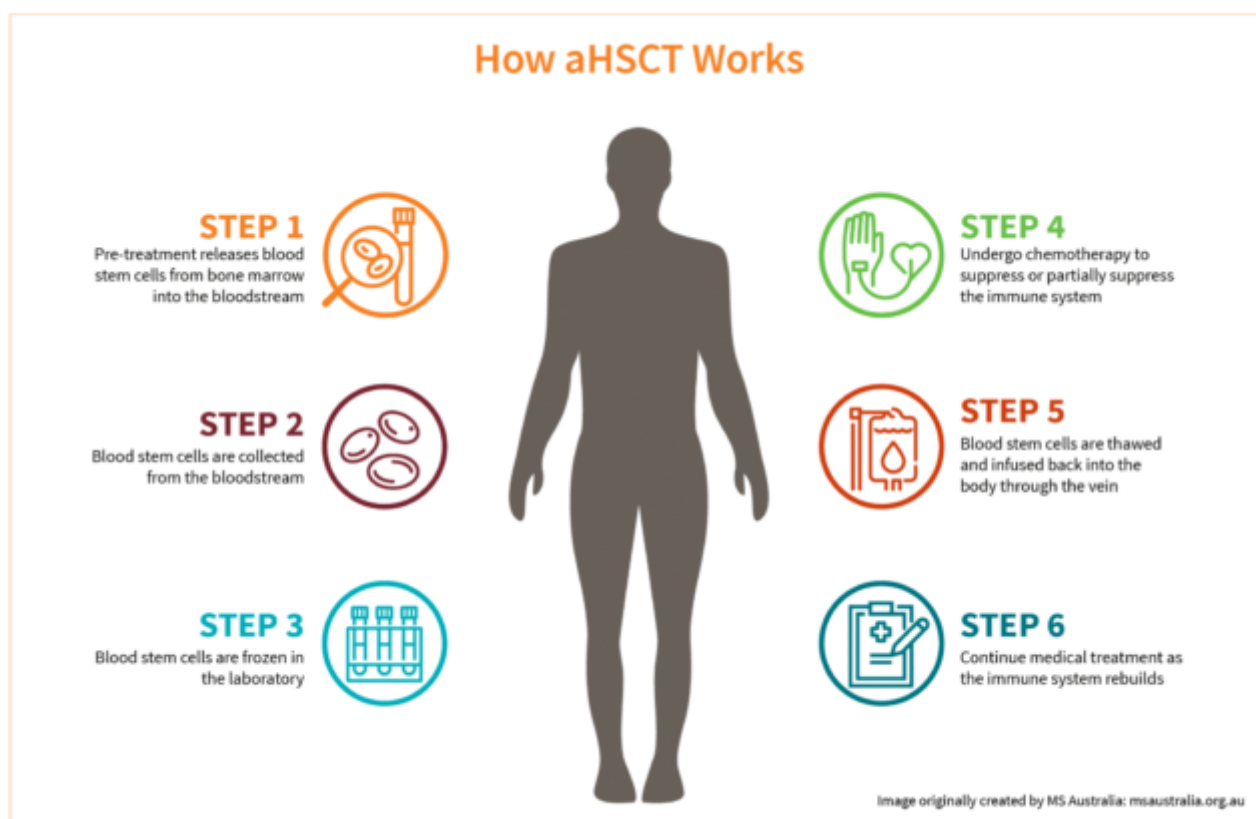 How aHSCT Works
STEP 1
Pre-treatment releases blood
stem cells from bone marrow
into the bloodstream
STEP 2
Blood stem cells are collected
from the bloodstream
STEP 3
Blood stem cells are frozen in
the laboratory
STEP 4
Undergo chemotherapy to
suppress or partially suppress
the immune system
STEP 5
Blood stem cells are thawed
and infused back into the
body through the vein
STEP 6
Continue medical treatment as
the immune system rebuilds
Image originally created by MS Australia: msaustralia.org.au